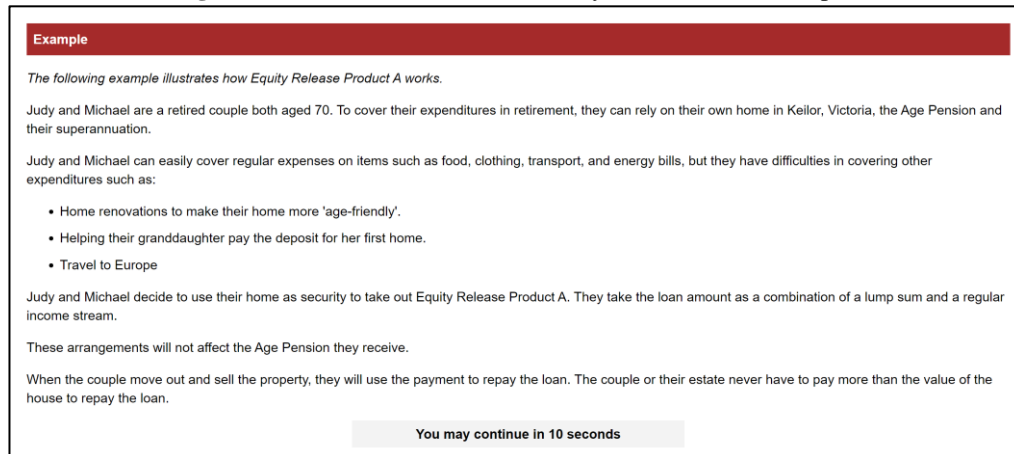 Example
The following example illustrates how Equity Release Product A works.
Judy and Michael are a retired couple both aged 70. To cover their expenditures in retirement, they can rely on their own home in Keilor, Victoria, the Age Pension and
their superannuation.
Judy and Michael can easily cover regular expenses on items such as food, clothing, transport, and energy bills, but they have difficulties in covering other
expenditures such as:
• Home renovations to make their home more 'age-friendly'.
• Helping their granddaughter pay the deposit for her first home.
• Travel to Europe
Judy and Michael decide to use their home as security to take out Equity Release Product A. They take the loan amount as a combination of a lump sum and a regular
income stream.
These arrangements will not affect the Age Pension they receive.
When the couple move out and sell the property, they will use the payment to repay the loan. The couple or their estate never have to pay more than the value of the
house to repay the loan.
You may continue in 10 seconds